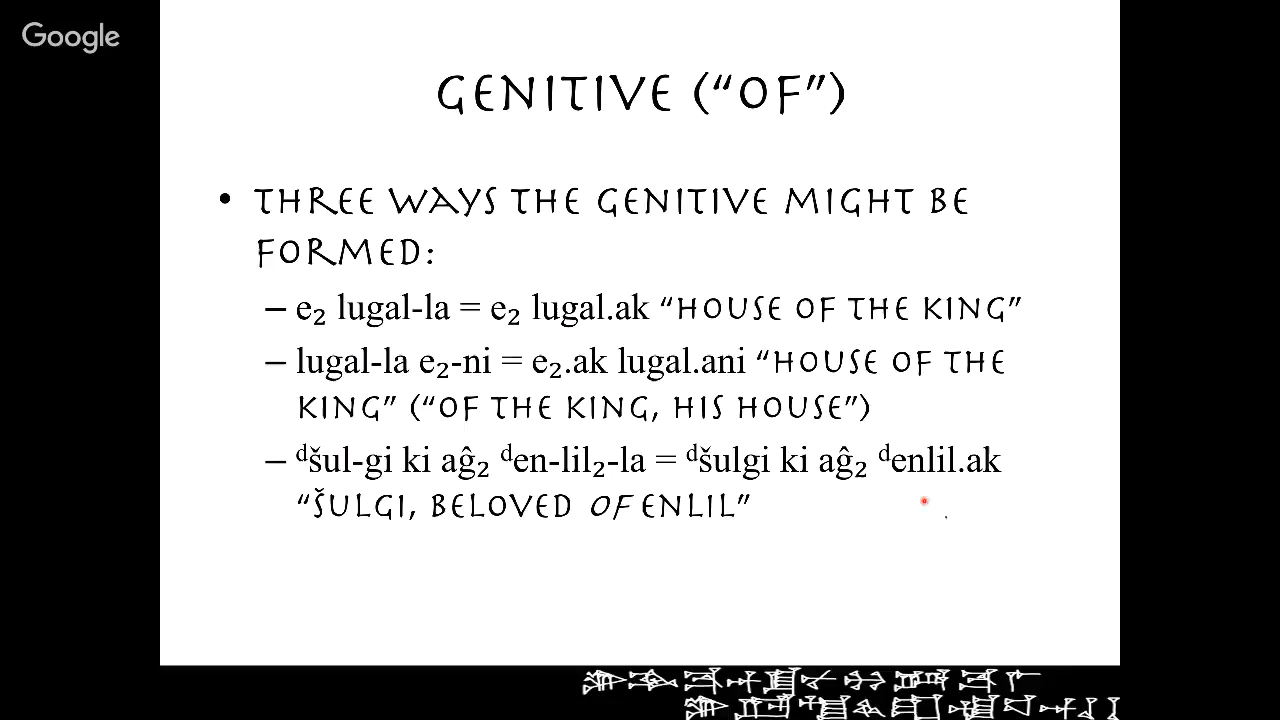 Google
GENITIVE (“OF”)
• THREE WAYS THE GENITIVE MIGHT BE
FORMED:
– e₂ lugal-la = e₂ lugal.ak “HOUSE OF THE KING”
– lugal-la e₂-ni = e₂.ak lugal.ani “HOUSE OF THE
KING” (“OF THE KING, HIS HOUSE”)
– ᵈšul-gi ki aĝ₂ ᵈen-lil₂-la = ᵈšulgi ki aĝ₂ ᵈenlil.ak
“ŠULGI, BELOVED OF ENLIL”